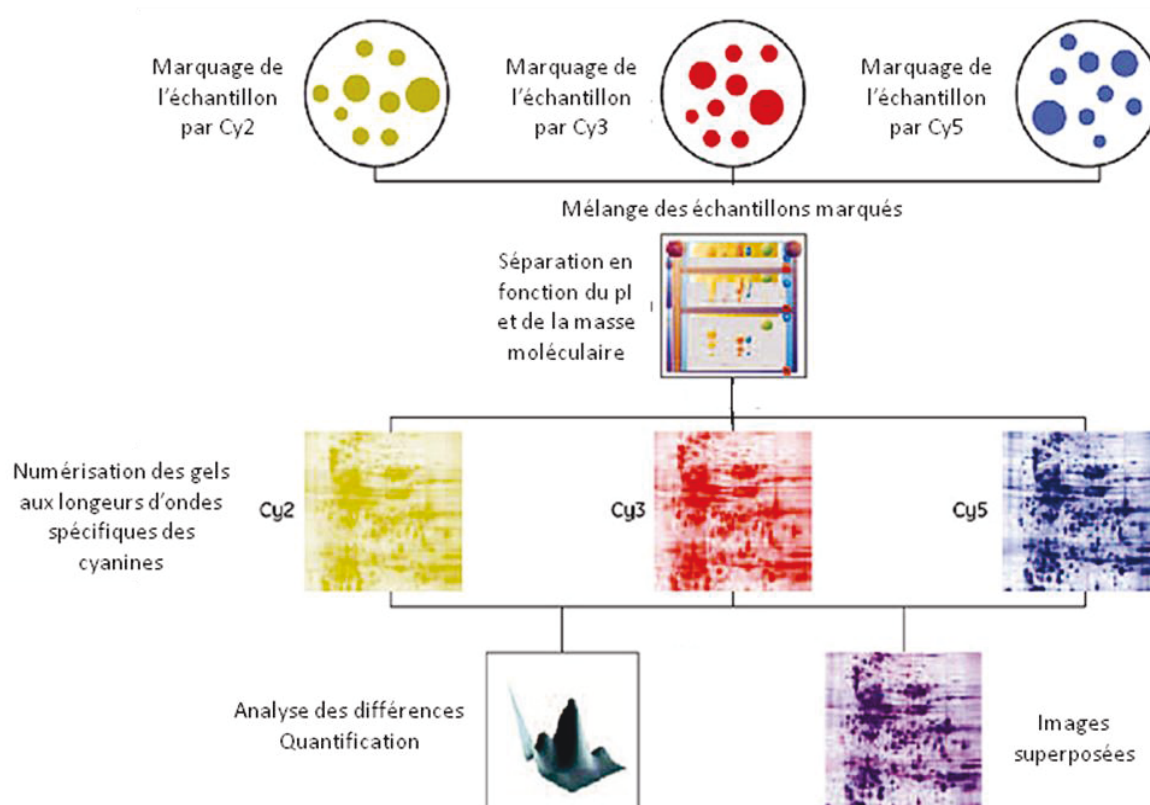 Marquage de
l'échantillon
par Cy2
Marquage de
l'échantillon
par Cy3
Marquage de
l'échantillon
par Cy5
Mélange des échantillons marqués
Séparation en
fonction du pI
et de la masse
moléculaire
Numérisation des gels
aux longeurs d'ondes
spécifiques des
cyanines
Cy2
Cy3
Cy5
Analyse des différences
Quantification
Images
superposées